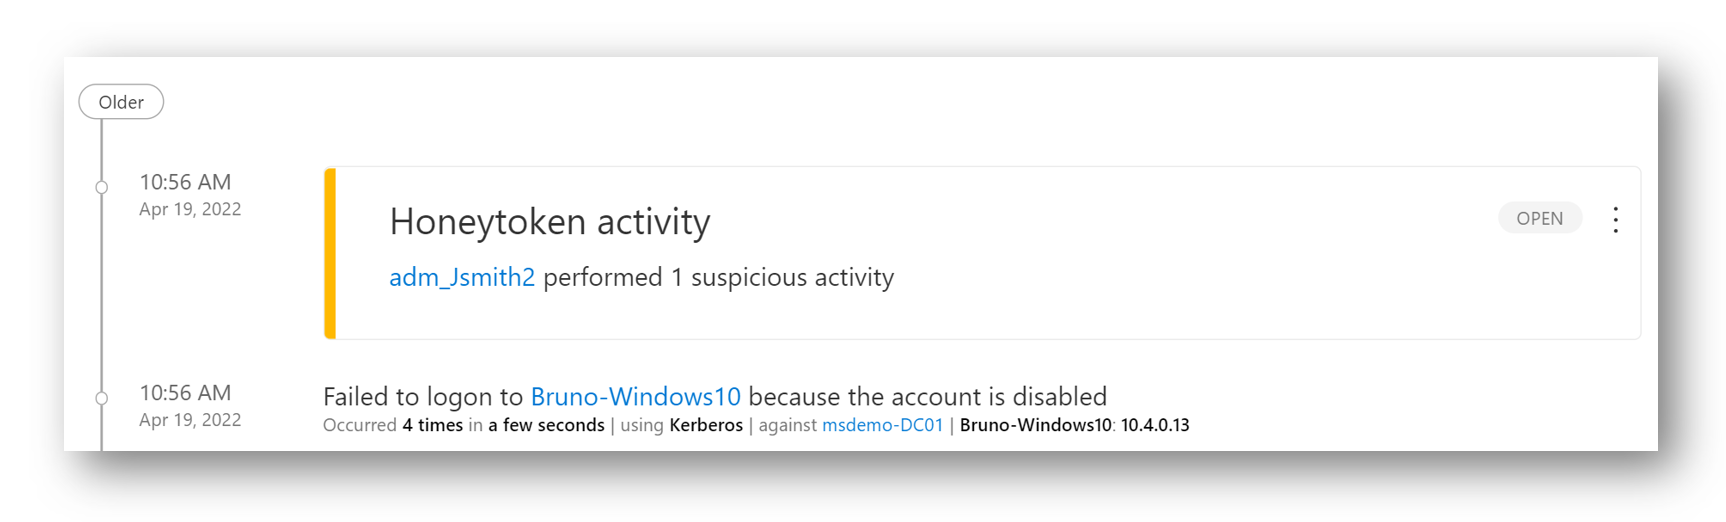 Older
10:56 AM
Apr 19, 2022
Honeytoken activity
OPEN
adm_Jsmith2 performed 1 suspicious activity
10:56 AM
Apr 19, 2022
Failed to logon to Bruno-Windows10 because the account is disabled
Occurred 4 times in a few seconds | using Kerberos | against msdemo-DC01 | Bruno-Windows10: 10.4.0.13